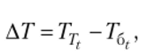 ΔT = T_{T_t} − T_{б_t},